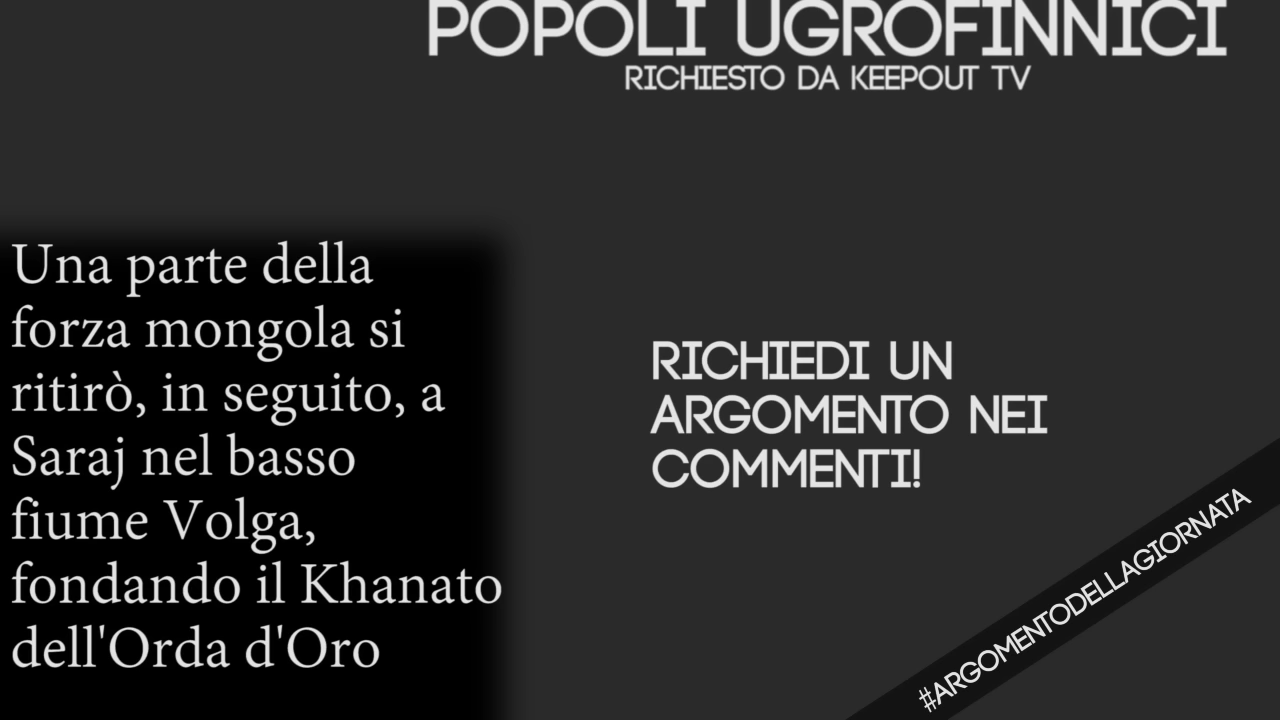 POPOLI UGROFINNICI
RICHIESTO DA KEEPOUT TV
Una parte della
forza mongola si
ritirò, in seguito, a
Saraj nel basso
fiume Volga,
fondando il Khanato
dell'Orda d'Oro
RICHIEDI UN
ARGOMENTO NEI
COMMENTI!
#ARGOMENTODELLAGIORNATA